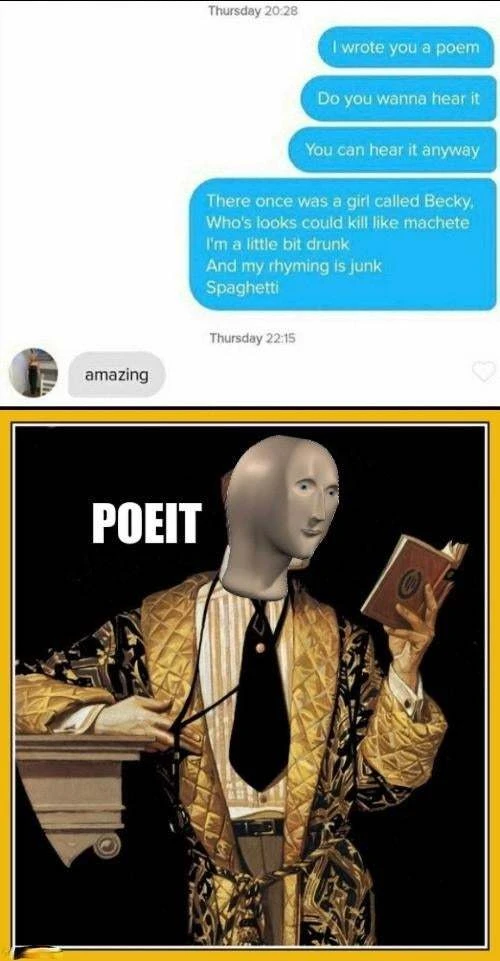 Thursday 20:28
I wrote you a poem
Do you wanna hear it
You can hear it anyway
There once was a girl called Becky,
Who's looks could kill like machete
I'm a little bit drunk
And my rhyming is junk
Spaghetti
Thursday 22:15
amazing
POEIT